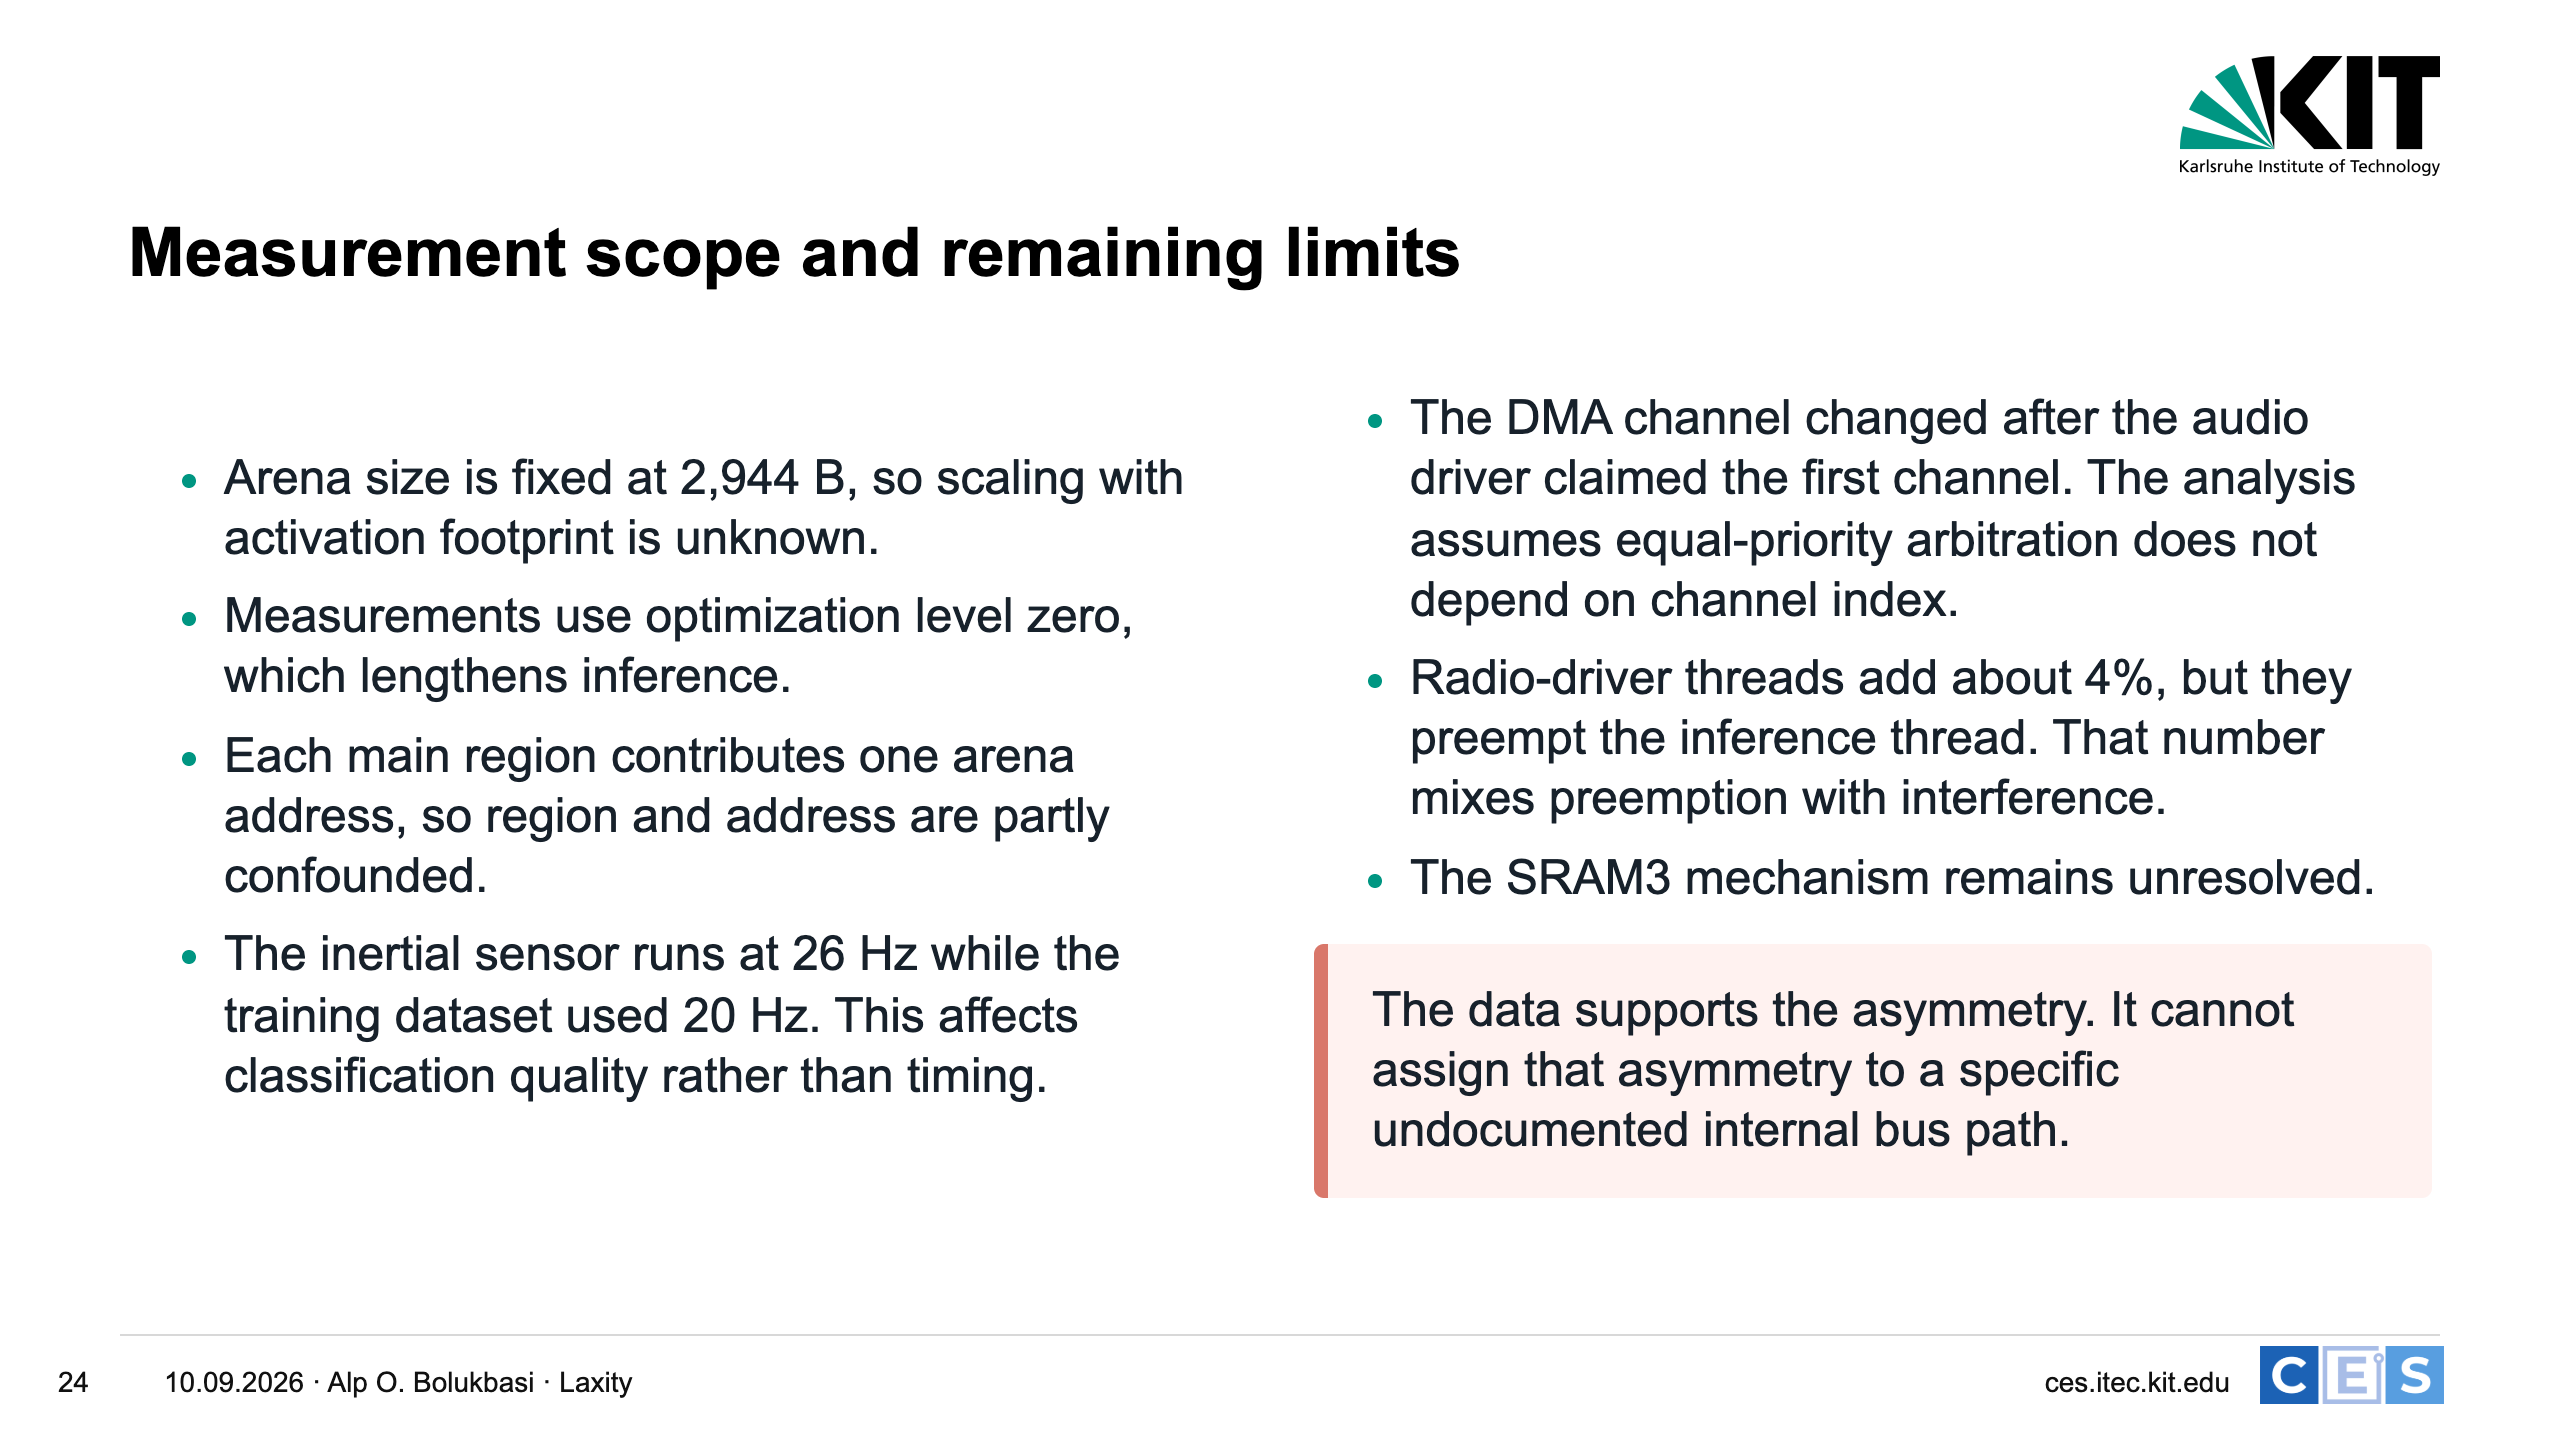 KIT
Karlsruhe Institute of Technology
Measurement scope and remaining limits
• Arena size is fixed at 2,944 B, so scaling with
activation footprint is unknown.
• Measurements use optimization level zero,
which lengthens inference.
• Each main region contributes one arena
address, so region and address are partly
confounded.
• The inertial sensor runs at 26 Hz while the
training dataset used 20 Hz. This affects
classification quality rather than timing.
• The DMA channel changed after the audio
driver claimed the first channel. The analysis
assumes equal-priority arbitration does not
depend on channel index.
• Radio-driver threads add about 4%, but they
preempt the inference thread. That number
mixes preemption with interference.
• The SRAM3 mechanism remains unresolved.
The data supports the asymmetry. It cannot
assign that asymmetry to a specific
undocumented internal bus path.
24 10.09.2026 · Alp O. Bolukbasi · Laxity ces.itec.kit.edu CES